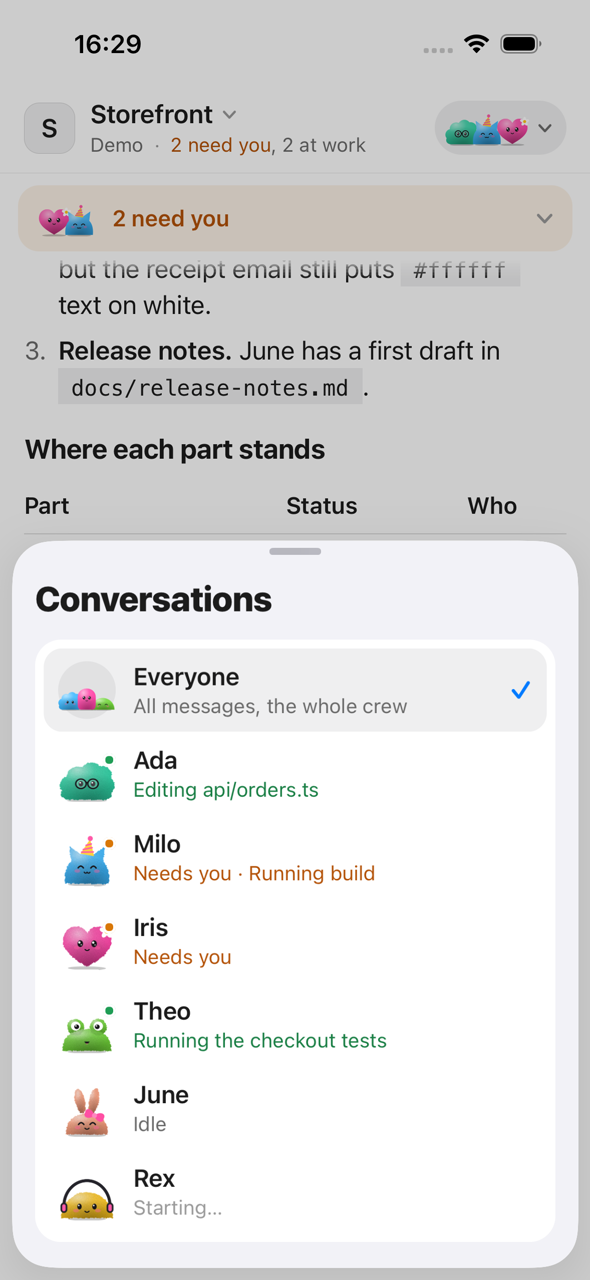 16:29
S
Storefront
Demo · 2 need you, 2 at work
2 need you
but the receipt email still puts #ffffff
text on white.
3. Release notes. June has a first draft in
docs/release-notes.md.
Where each part stands
Part Status Who
Conversations
Everyone
All messages, the whole crew
Ada
Editing api/orders.ts
Milo
Needs you · Running build
Iris
Needs you
Theo
Running the checkout tests
June
Idle
Rex
Starting...